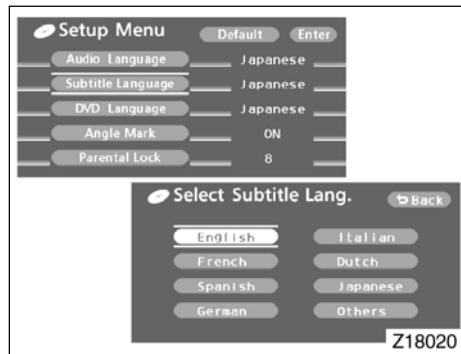 Setup Menu Default Enter
Audio Language Japanese
Subtitle Language Japanese
DVD Language Japanese
Angle Mark ON
Parental Lock 8
Select Subtitle Lang. Back
English Italian
French Dutch
Spanish Japanese
German Others
Z18020